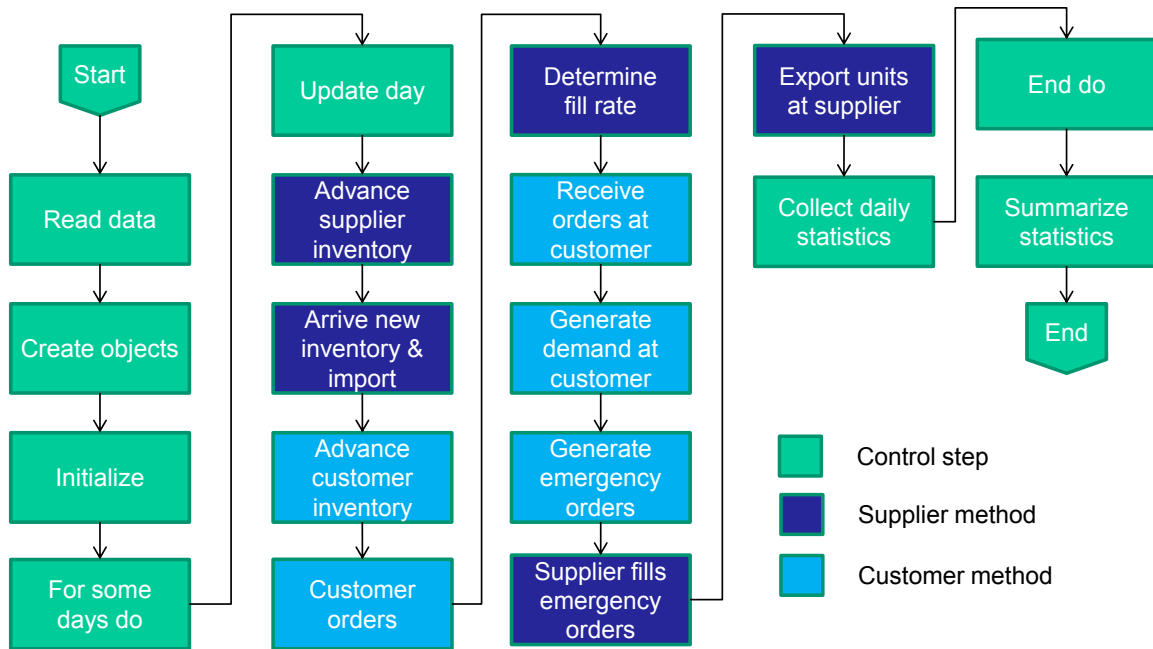 Start
Read data
Create objects
Initialize
For some
days do
Update day
Advance
supplier
inventory
Arrive new
inventory &
import
Advance
customer
inventory
Customer
orders
Determine
fill rate
Receive
orders at
customer
Generate
demand at
customer
Generate
emergency
orders
Supplier fills
emergency
orders
Export units
at supplier
Collect daily
statistics
End do
Summarize
statistics
End
Control step
Supplier method
Customer method